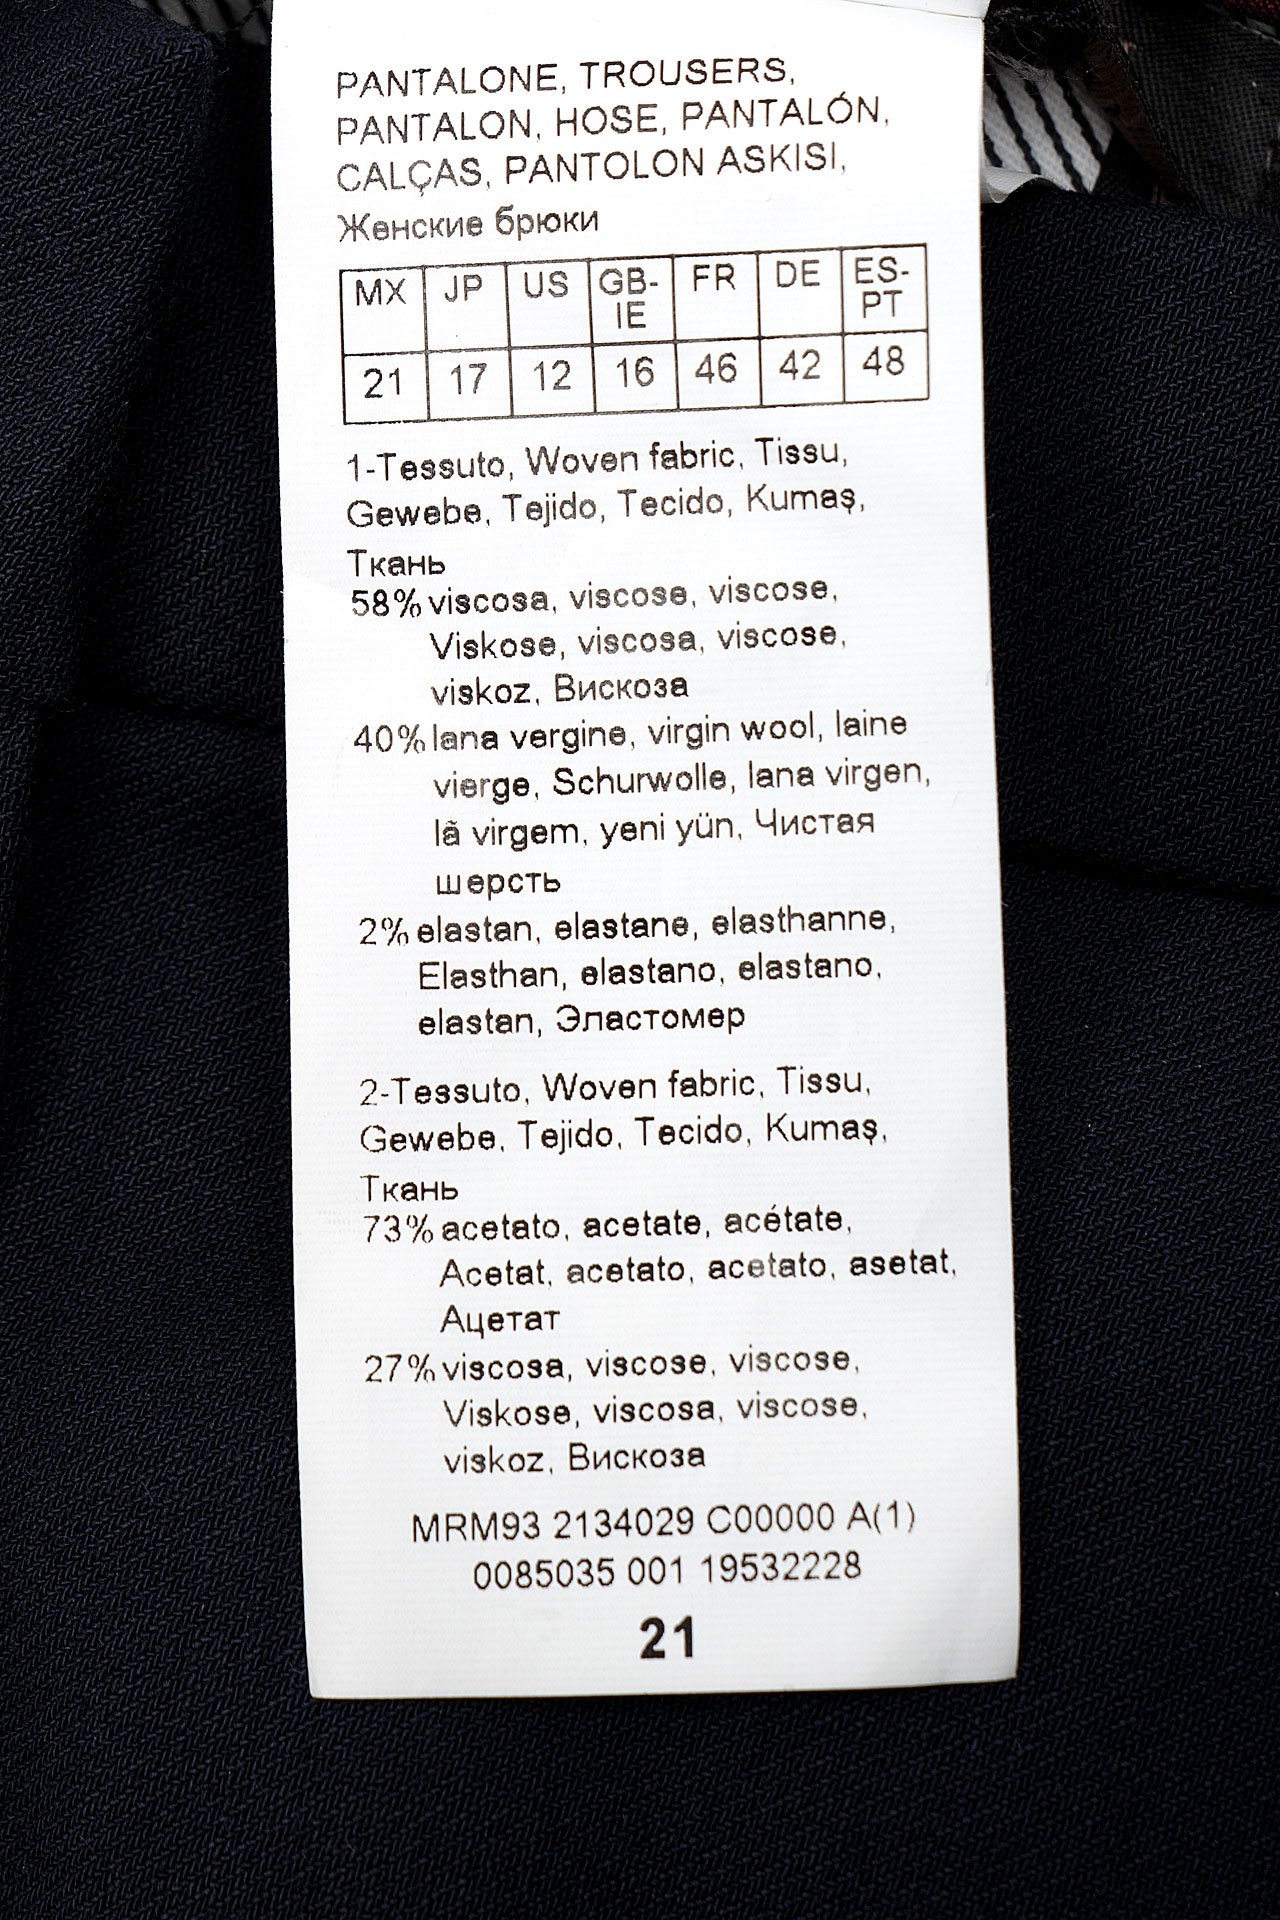 PANTALONE, TROUSERS,
PANTALON, HOSE, PANTALÓN,
CALÇAS, PANTOLON ASKISI,
Женские брюки
MX JP US GB-IE FR DE ES-PT
21 17 12 16 46 42 48
1-Tessuto, Woven fabric, Tissu,
Gewebe, Tejido, Tecido, Kumaş,
Ткань
58% viscosa, viscose, viscose,
Viskose, viscosa, viscose,
viskoz, Вискоза
40% lana vergine, virgin wool, laine
vierge, Schurwolle, lana virgen,
lã virgem, yeni yün, Чистая
шерсть
2% elastan, elastane, elasthanne,
Elasthan, elastano, elastano,
elastan, Эластомер
2-Tessuto, Woven fabric, Tissu,
Gewebe, Tejido, Tecido, Kumaş,
Ткань
73% acetato, acetate, acétate,
Acetat, acetato, acetato, asetat,
Ацетат
27% viscosa, viscose, viscose,
Viskose, viscosa, viscose,
viskoz, Вискоза
MRM93 2134029 C00000 A(1)
0085035 001 19532228
21